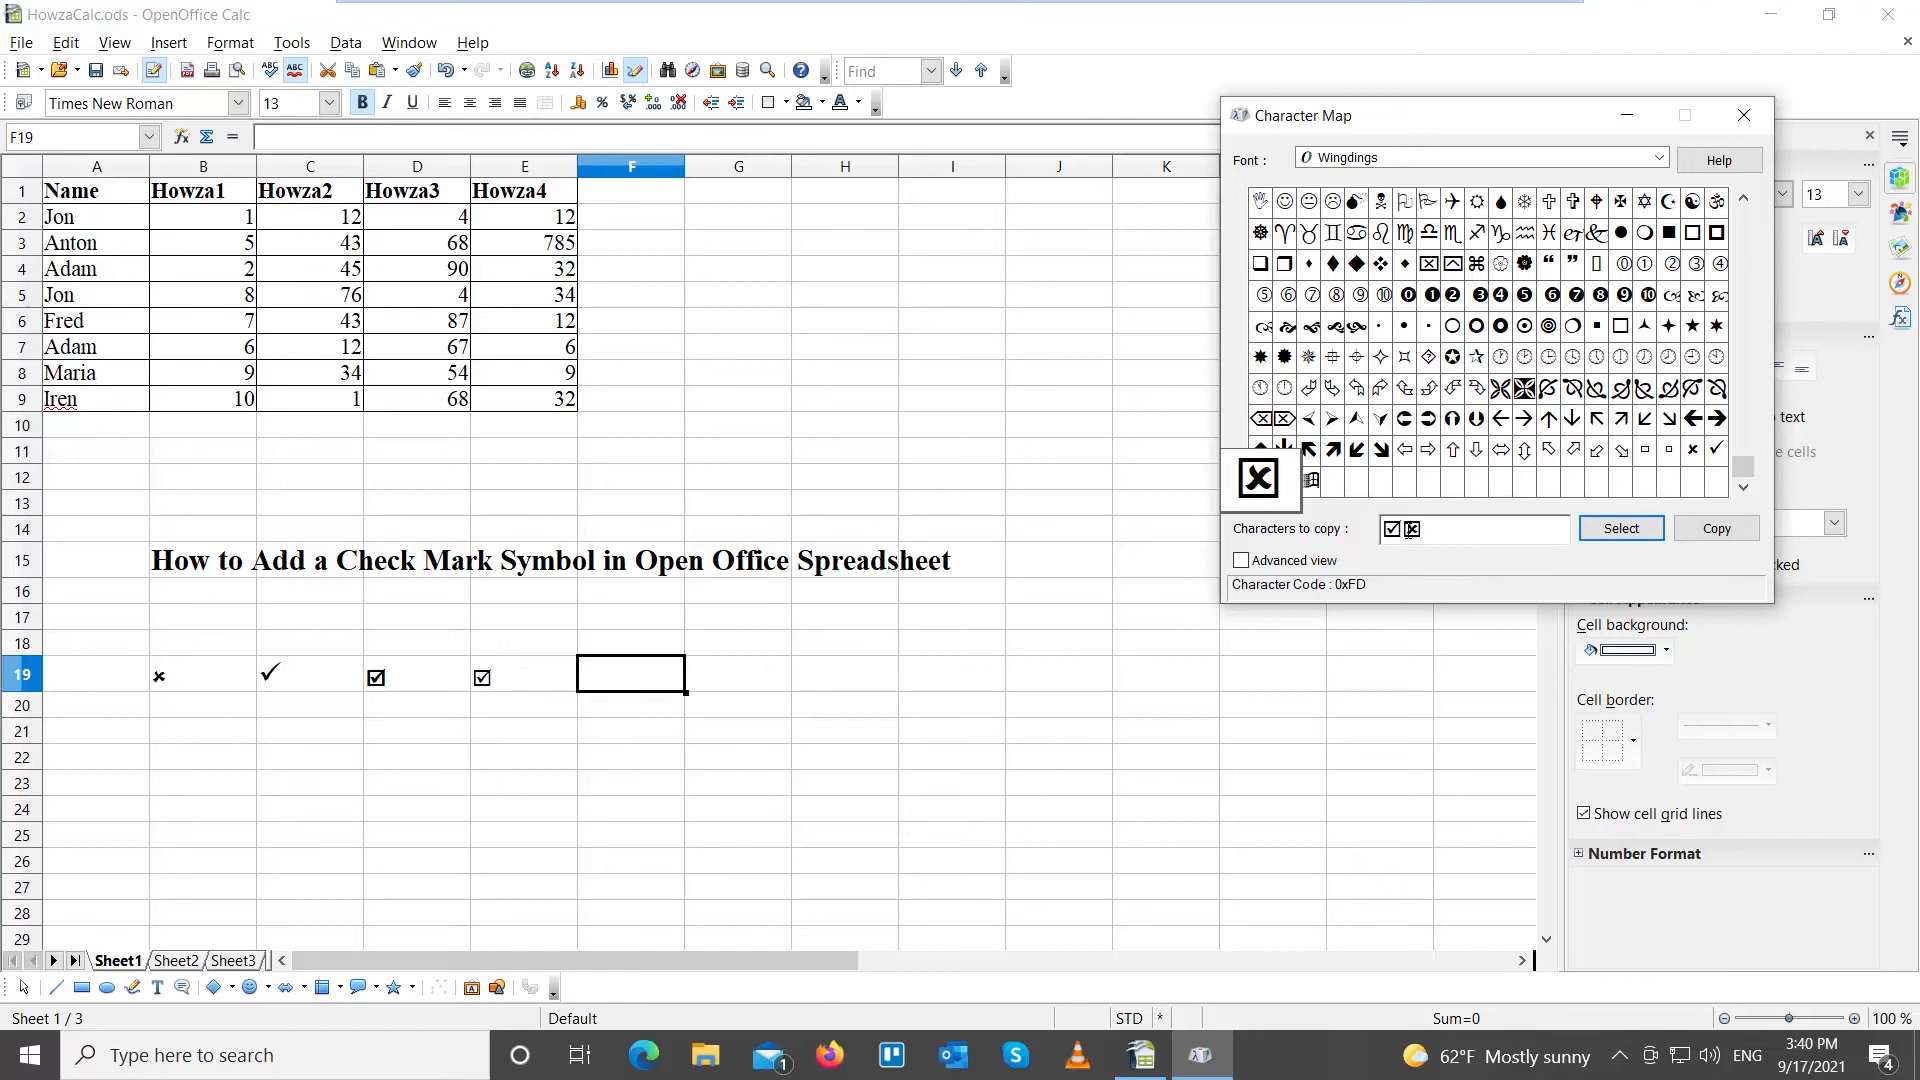 HowzaCalc.ods - OpenOffice Calc
File Edit View Insert Format Tools Data Window Help
Find
Times New Roman 13
F19
A B C D E F G H I J K
1 Name Howza1 Howza2 Howza3 Howza4
2 Jon 1 12 4 12
3 Anton 5 43 68 785
4 Adam 2 45 90 32
5 Jon 8 76 4 34
6 Fred 7 43 87 12
7 Adam 6 12 67 6
8 Maria 9 34 54 9
9 Iren 10 1 68 32
10
11
12
13
14
15 How to Add a Check Mark Symbol in Open Office Spreadsheet
16
17
18
19 ✓ ☑ ☑
20
21
22
23
24
25
26
27
28
29
Character Map
Font : Wingdings Help
Characters to copy : Select Copy
Advanced view
Character Code : 0xFD
13
text
e cells
ked
Cell background:
Cell border:
Show cell grid lines
Number Format
Sheet1 Sheet2 Sheet3
Sheet 1 / 3 Default STD * Sum=0 100 %
Type here to search
62°F Mostly sunny ENG 3:40 PM
9/17/2021
4